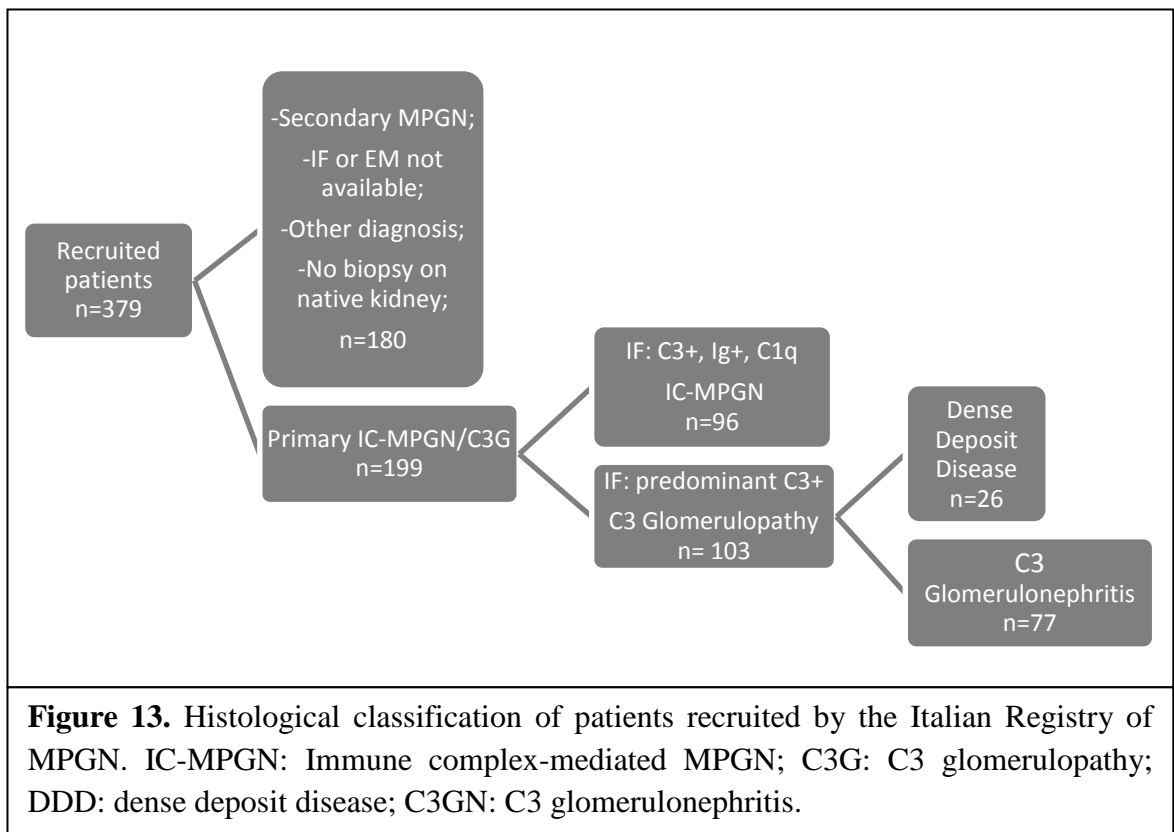 -Secondary MPGN;
-IF or EM not
available;
-Other diagnosis;
-No biopsy on
native kidney;
n=180
Recruited
patients
n=379
Primary IC-MPGN/C3G
n=199
IF: C3+, Ig+, C1q
IC-MPGN
n=96
IF: predominant C3+
C3 Glomerulopathy
n= 103
Dense
Deposit
Disease
n=26
C3
Glomerulonephritis
n=77
Figure 13. Histological classification of patients recruited by the Italian Registry of
MPGN. IC-MPGN: Immune complex-mediated MPGN; C3G: C3 glomerulopathy;
DDD: dense deposit disease; C3GN: C3 glomerulonephritis.